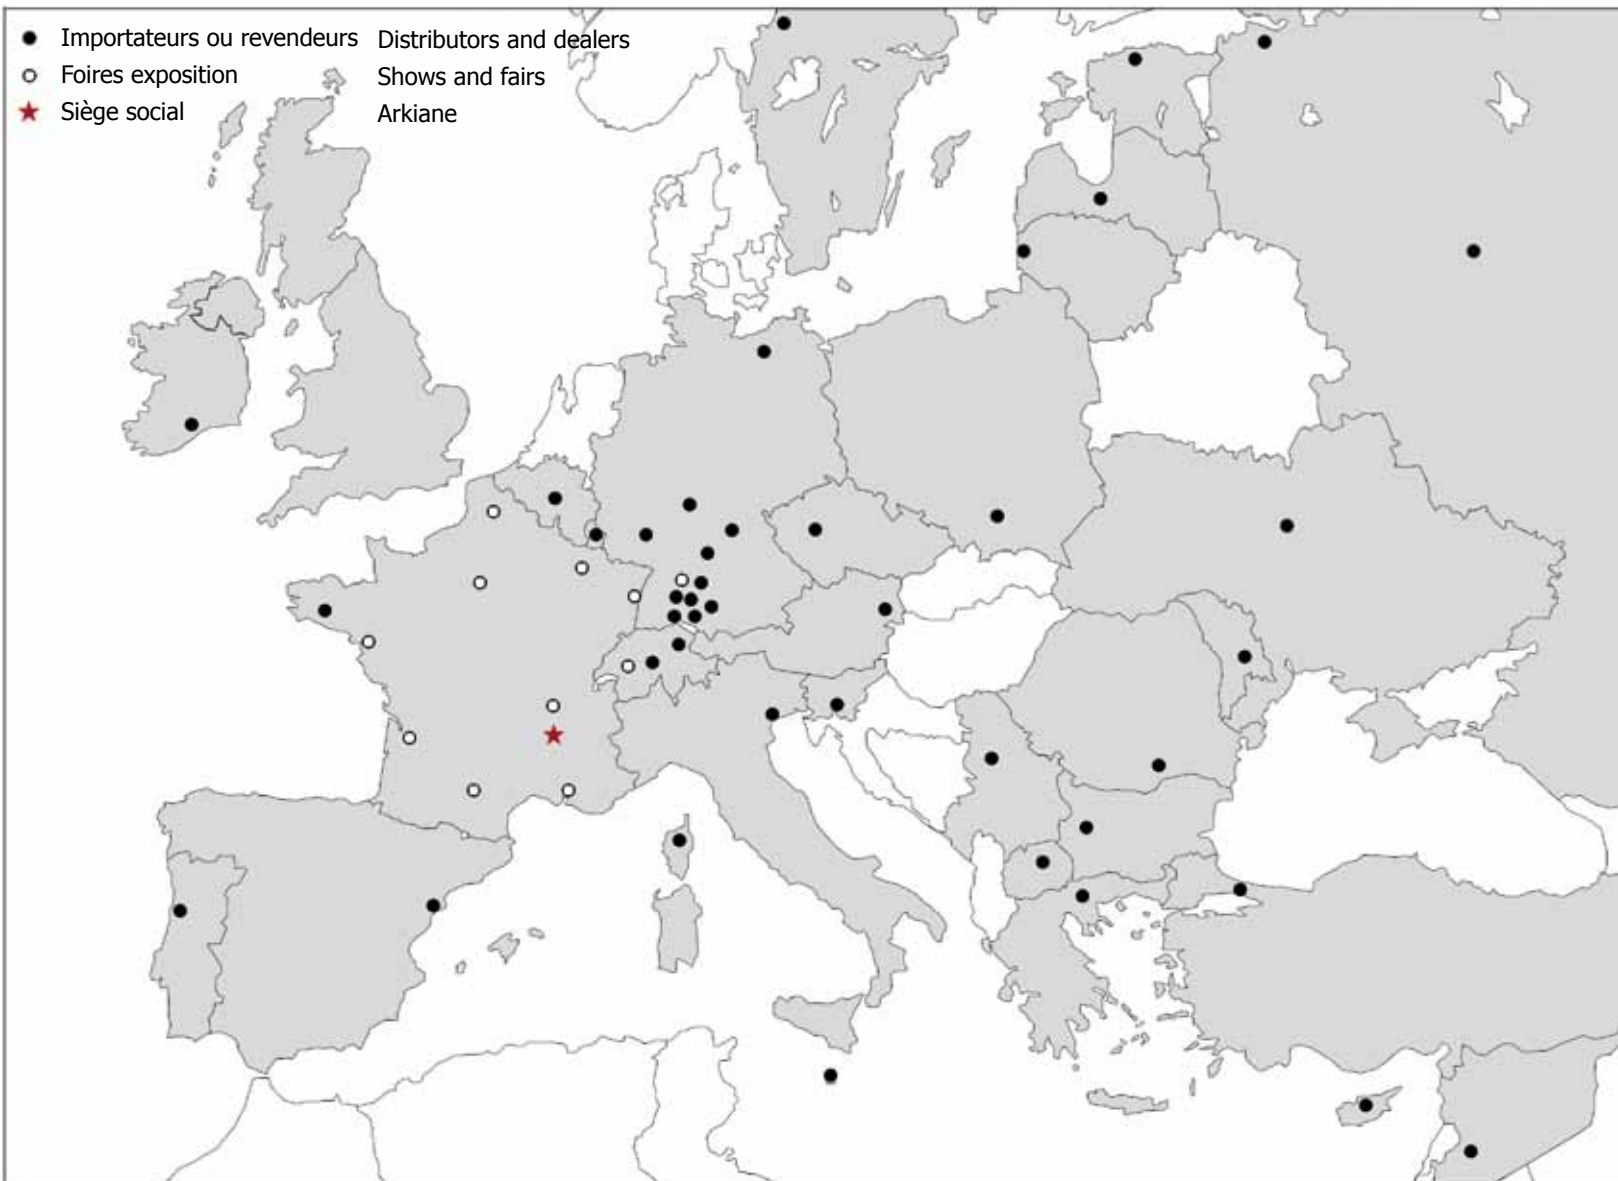 Importateurs ou revendeurs Distributors and dealers
Foires exposition Shows and fairs
Siège social Arkiane